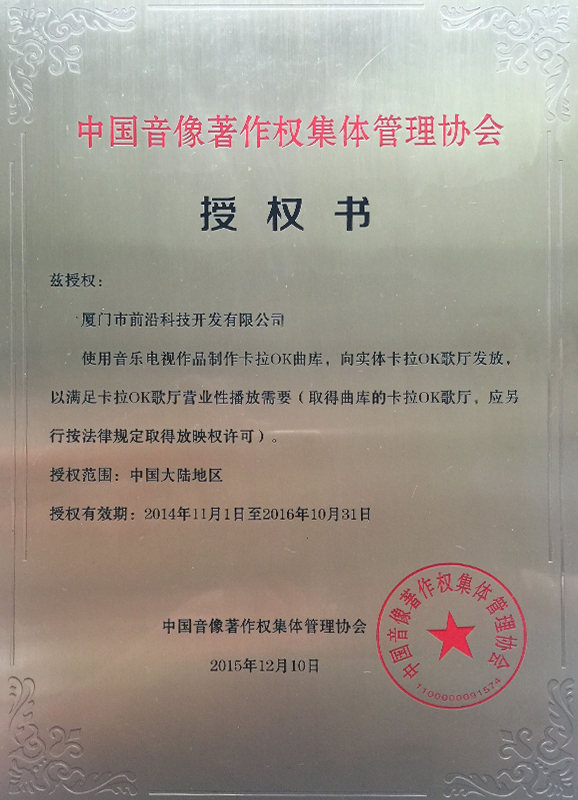 中国音像著作权集体管理协会
授权书
兹授权：
厦门市前沿科技开发有限公司
使用音乐电视作品制作卡拉OK曲库，向实体卡拉OK歌厅发放，
以满足卡拉OK歌厅营业性播放需要（取得曲库的卡拉OK歌厅，应另
行按法律规定取得放映权许可）。
授权范围：中国大陆地区
授权有效期：2014年11月1日至2016年10月31日
中国音像著作权集体管理协会
2015年12月10日
中国音像著作权集体管理协会
1100000091574